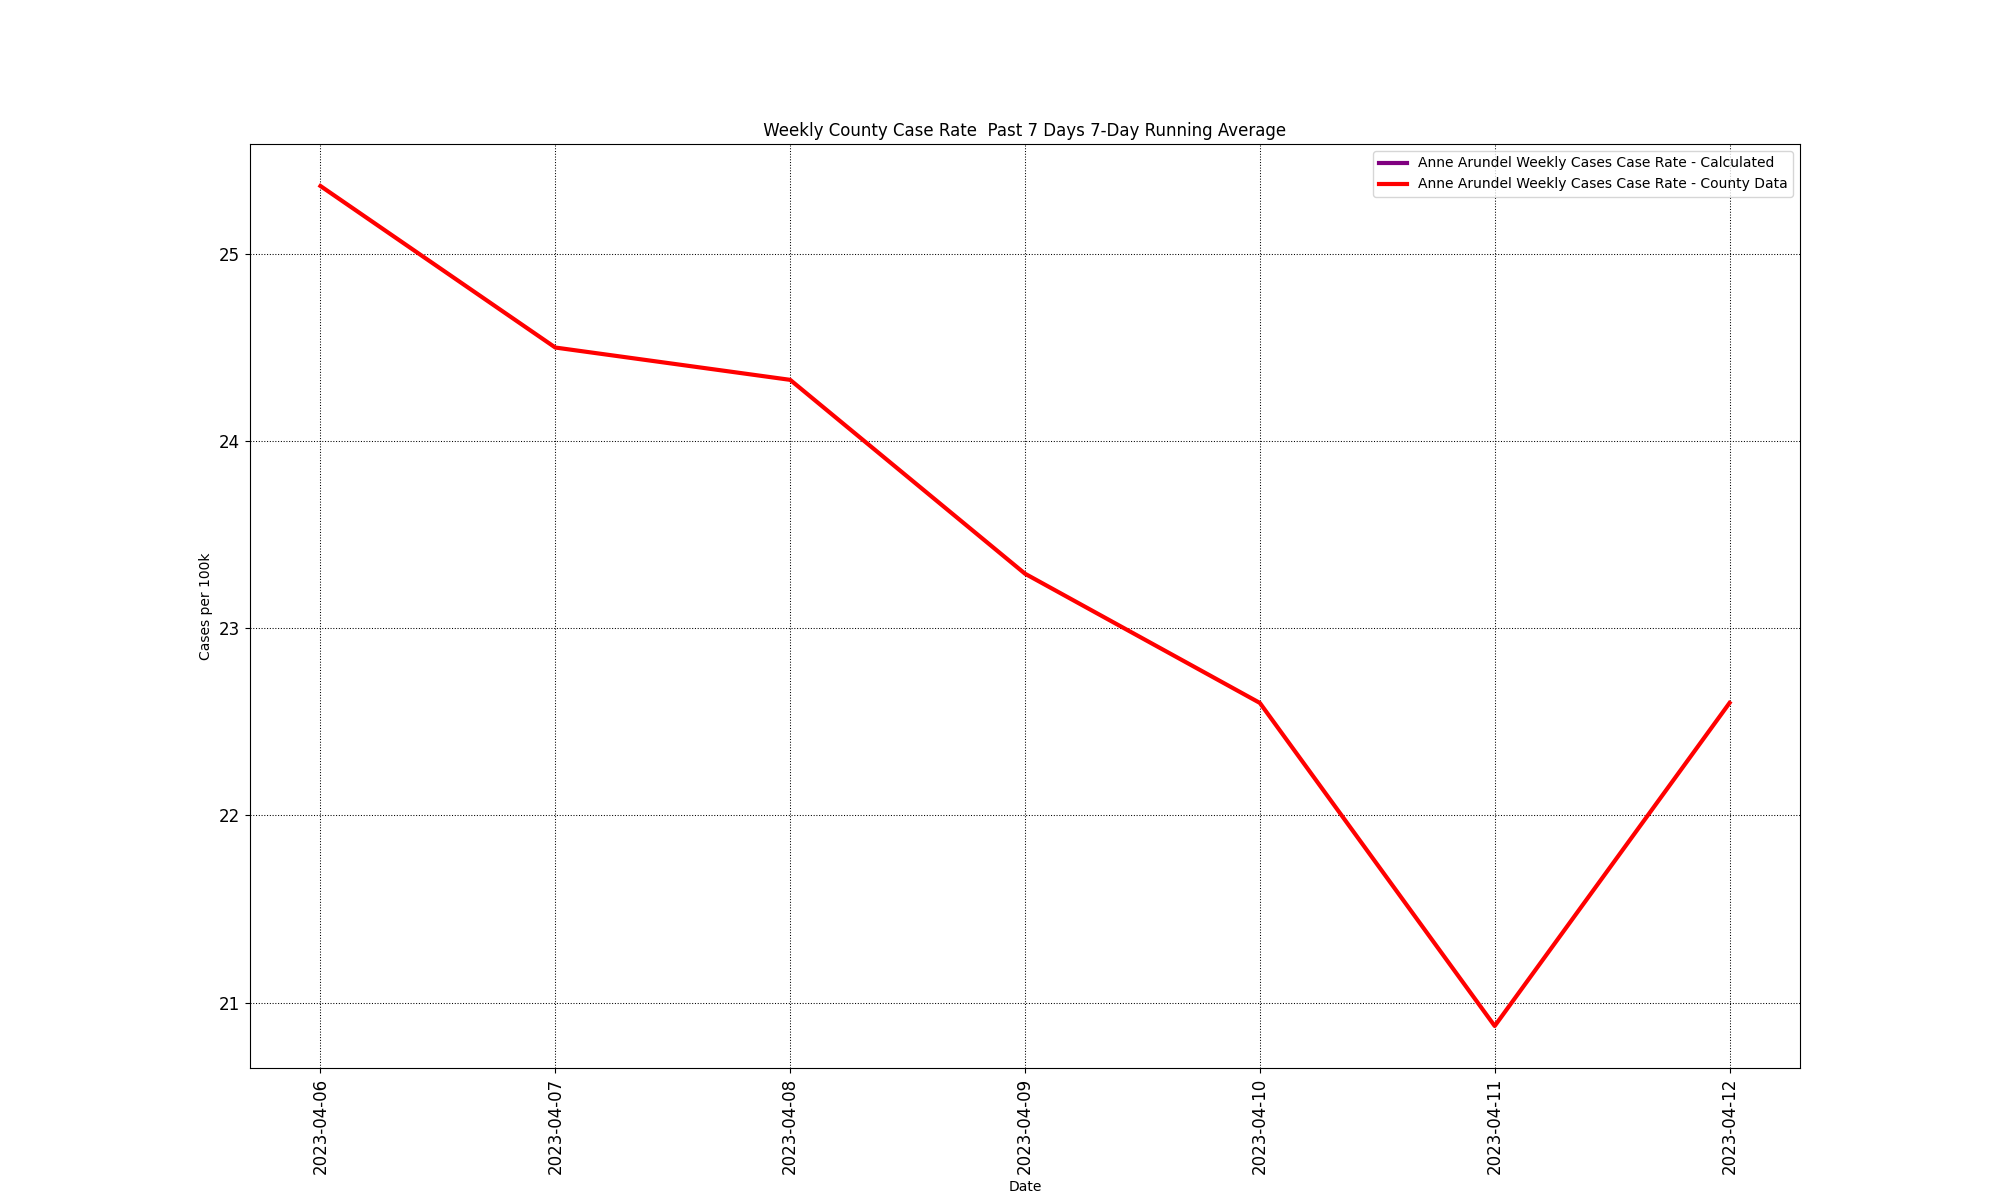 Weekly County Case Rate  Past 7 Days 7-Day Running Average
Anne Arundel Weekly Cases Case Rate - Calculated
Anne Arundel Weekly Cases Case Rate - County Data
25
24
23
22
21
Cases per 100k
2023-04-06
2023-04-07
2023-04-08
2023-04-09
2023-04-10
2023-04-11
2023-04-12
Date